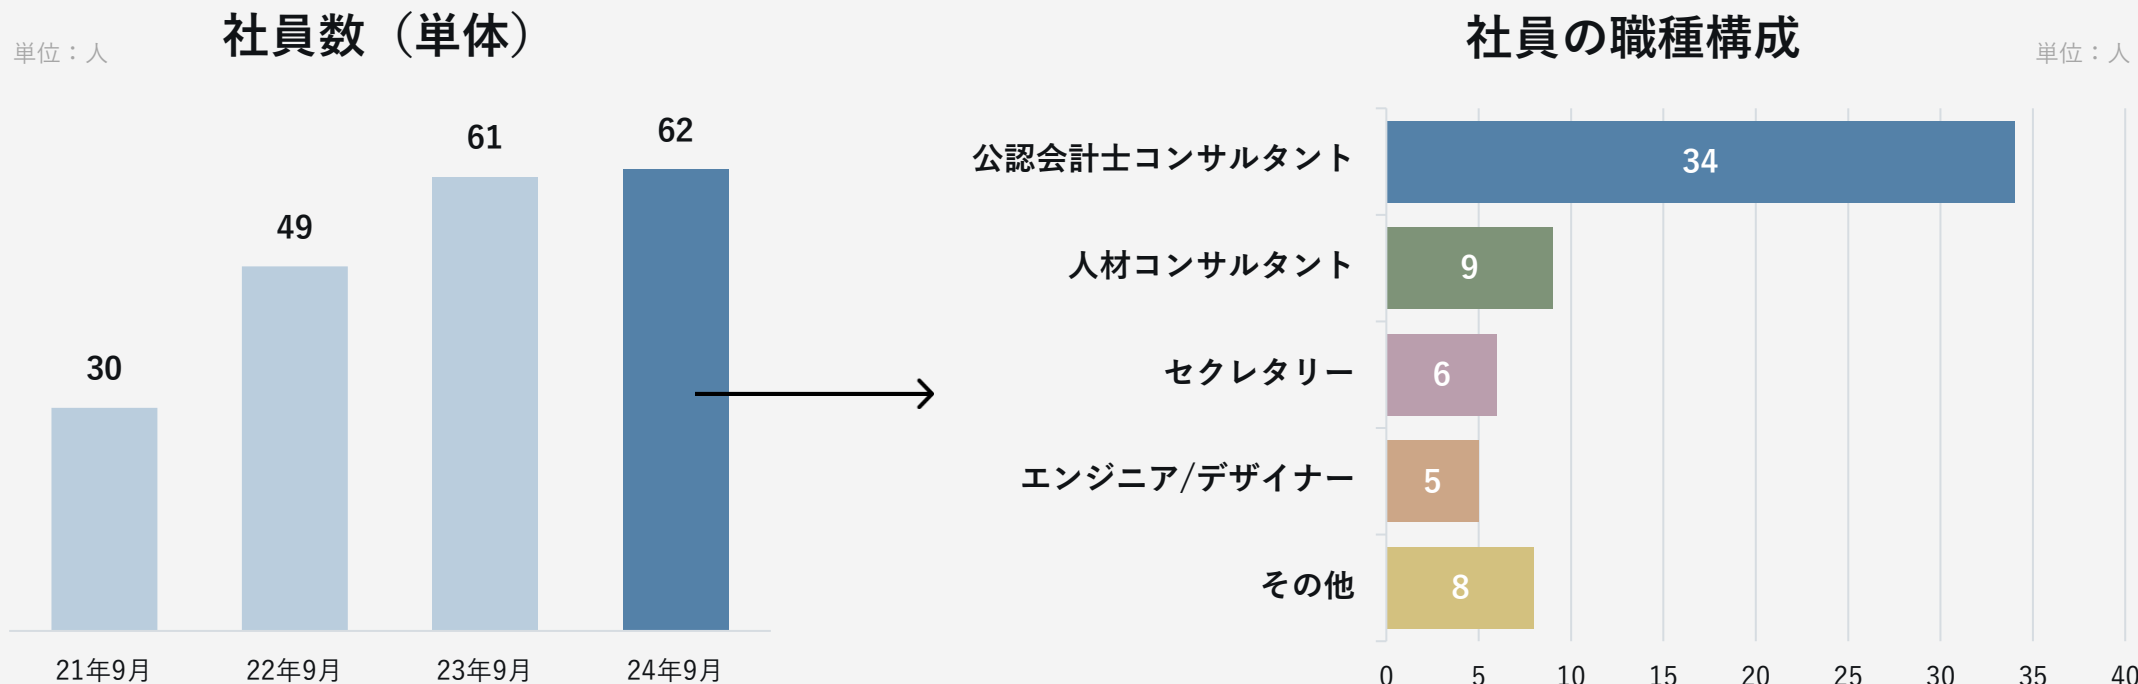 社員数（単体）
単位：人
30
49
61
62
21年9月
22年9月
23年9月
24年9月
社員の職種構成
単位：人
公認会計士コンサルタント
34
人材コンサルタント
9
セクレタリー
6
エンジニア/デザイナー
5
その他
8
0 5 10 15 20 25 30 35 40